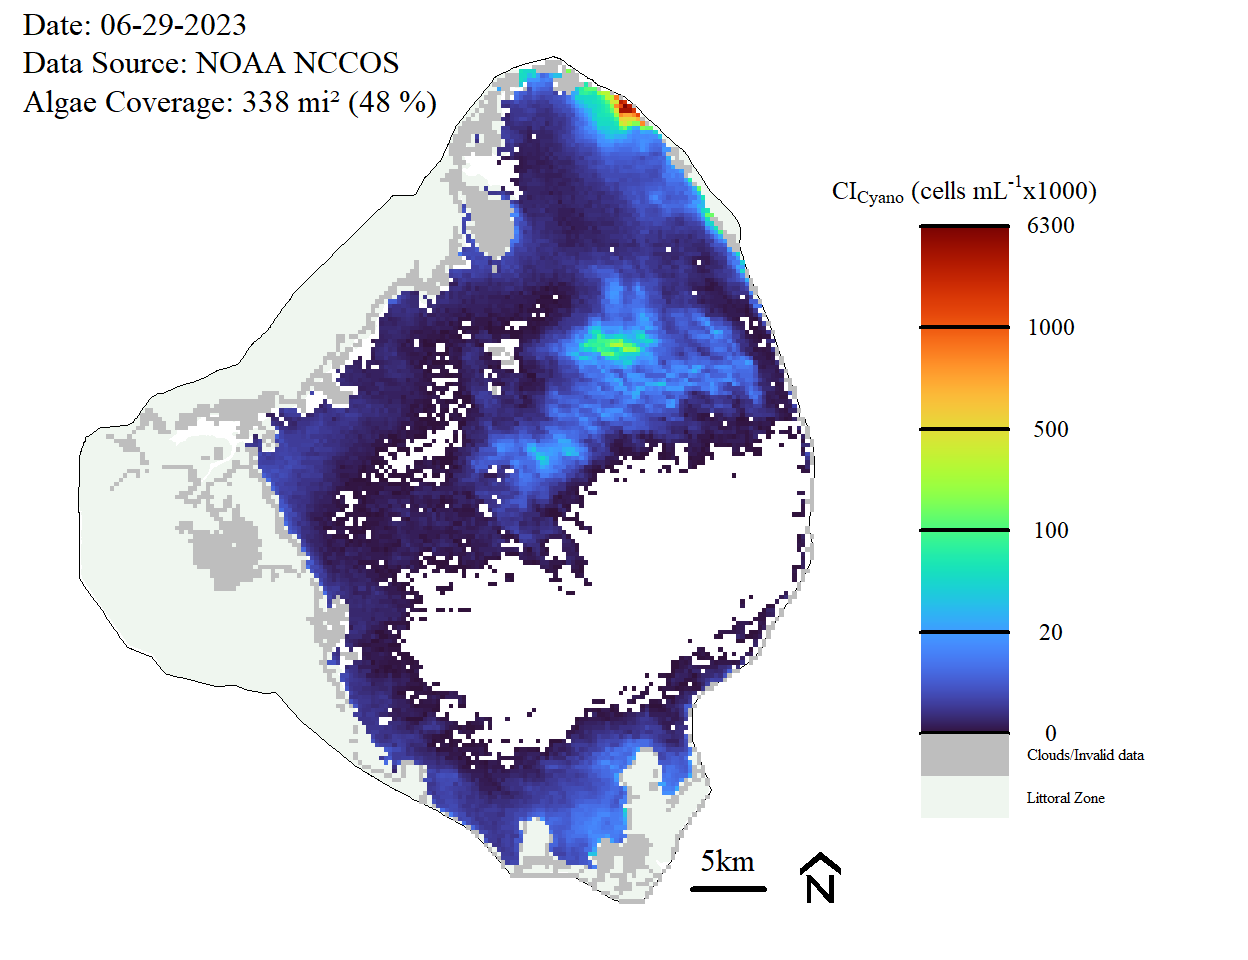 Date: 06-29-2023
Data Source: NOAA NCCOS
Algae Coverage: 338 mi² (48 %)
CICyano (cells mL-1x1000)
6300
1000
500
100
20
0
Clouds/Invalid data
Littoral Zone
5km
N